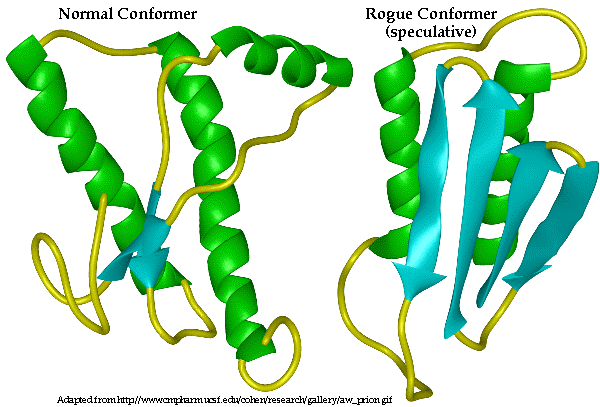 Normal Conformer
Rogue Conformer
(speculative)
Adapted from http//www.cmpharm.ucsf.edu/cohen/research/gallery/aw_prion.gif